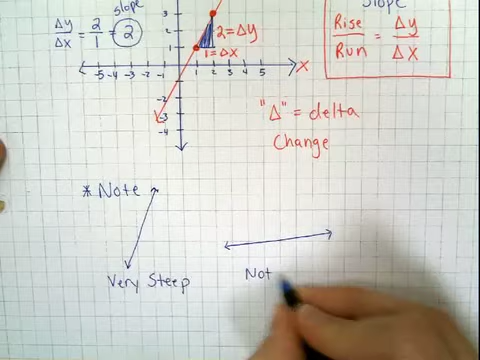 slope
Δy/Δx = 2/1 = 2
3
2
1
2=Δy
1=Δx
-5 -4 -3 -2 -1 1 2 3 4 5
x
-2
-3
-4
Slope
Rise/Run = Δy/Δx
"Δ" = delta
Change
* Note
Very Steep
Not